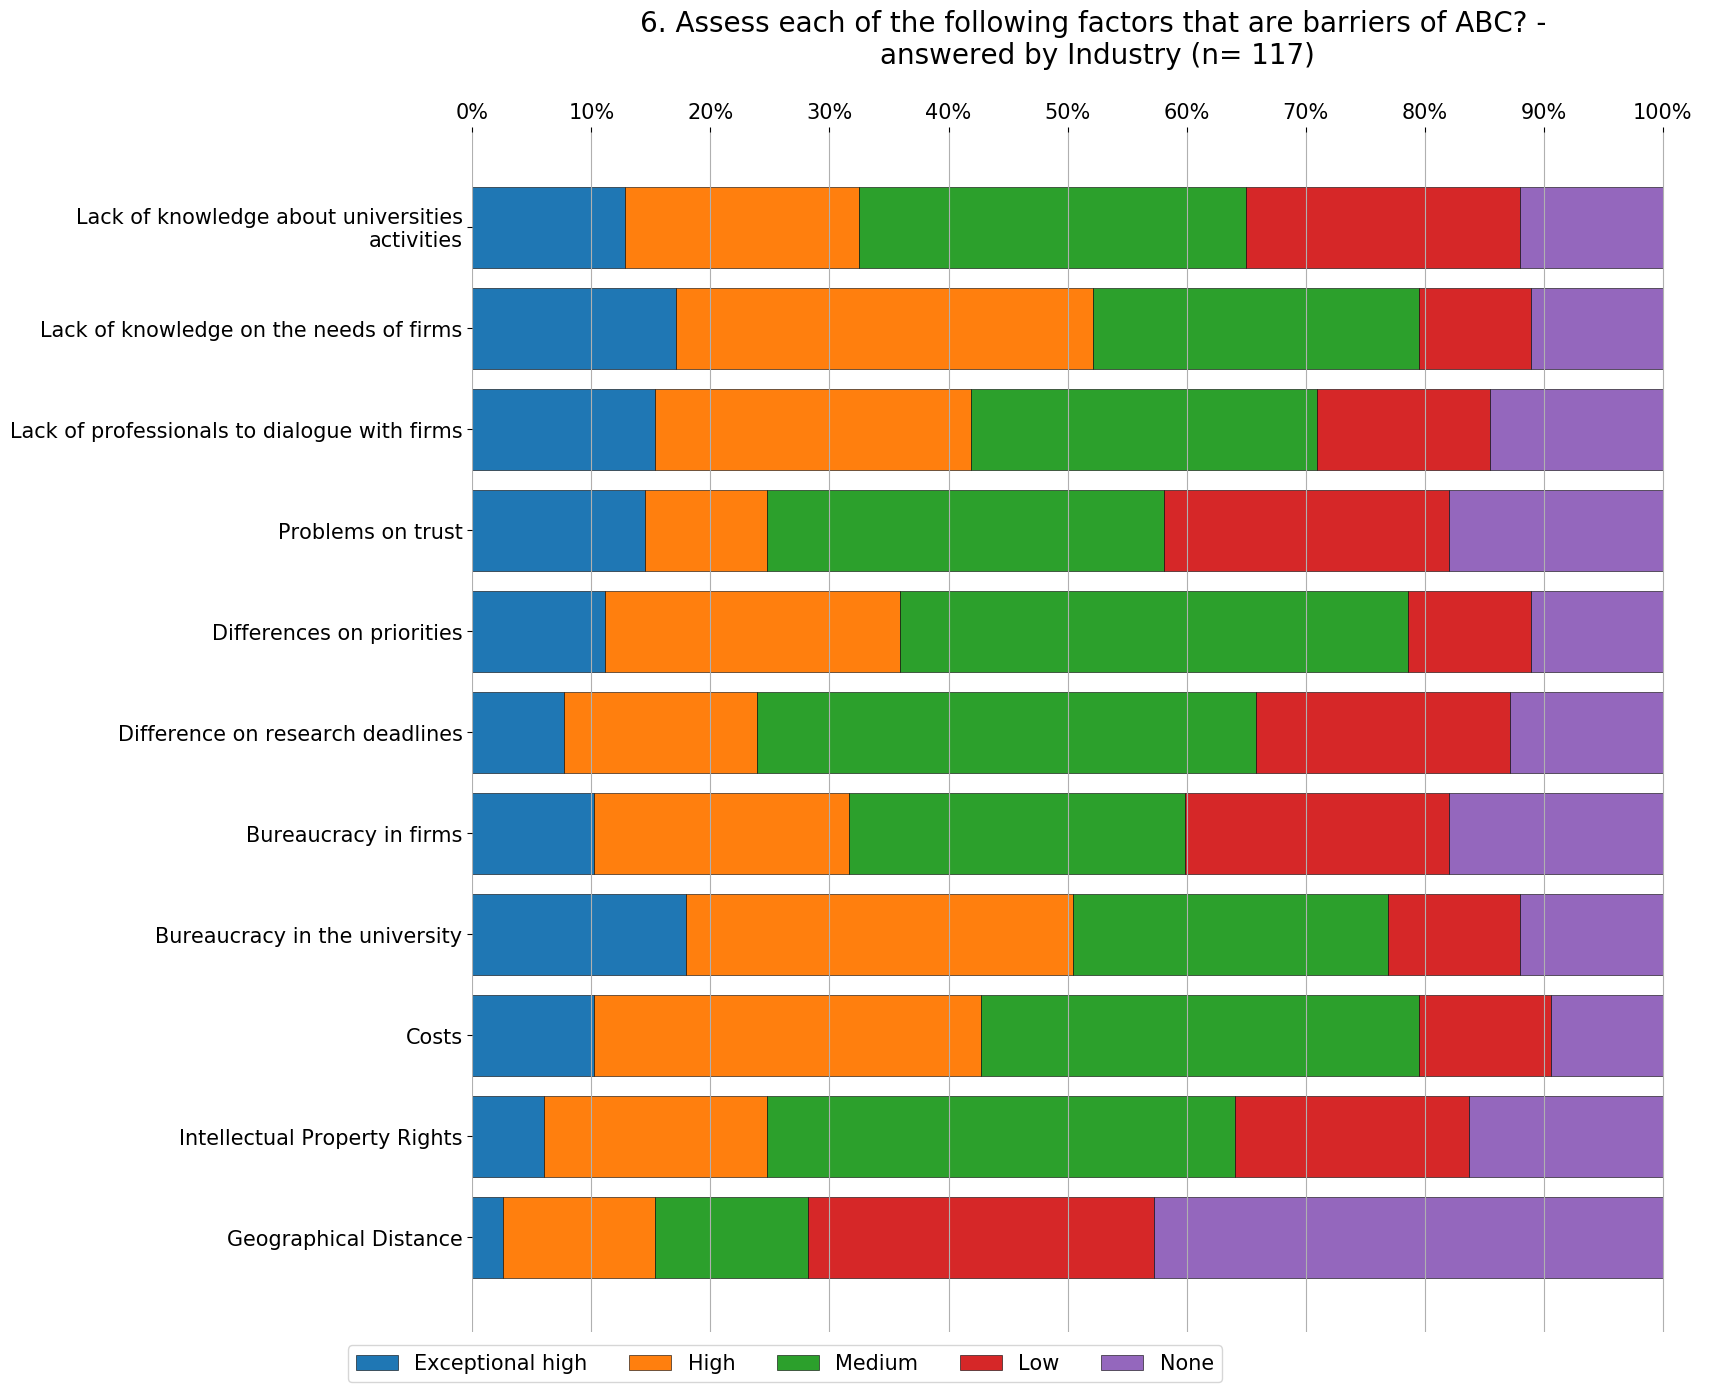 6. Assess each of the following factors that are barriers of ABC? -
answered by Industry (n= 117)
0% 10% 20% 30% 40% 50% 60% 70% 80% 90% 100%
Lack of knowledge about universities
activities
Lack of knowledge on the needs of firms
Lack of professionals to dialogue with firms
Problems on trust
Differences on priorities
Difference on research deadlines
Bureaucracy in firms
Bureaucracy in the university
Costs
Intellectual Property Rights
Geographical Distance
Exceptional high High Medium Low None